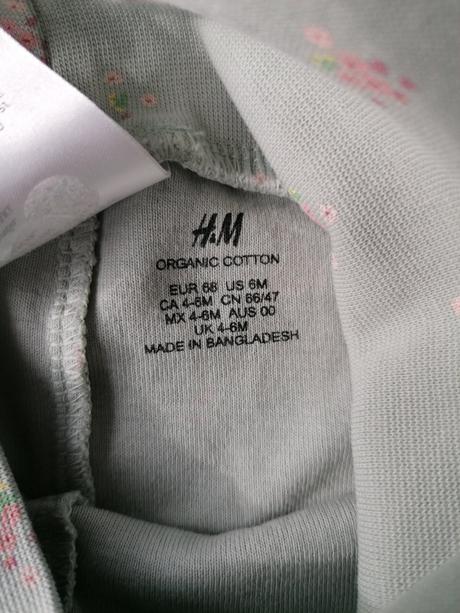 H&M
ORGANIC COTTON
EUR 68 US 6M
CA 4-6M CN 66/47
MX 4-6M AUS 00
UK 4-6M
MADE IN BANGLADESH